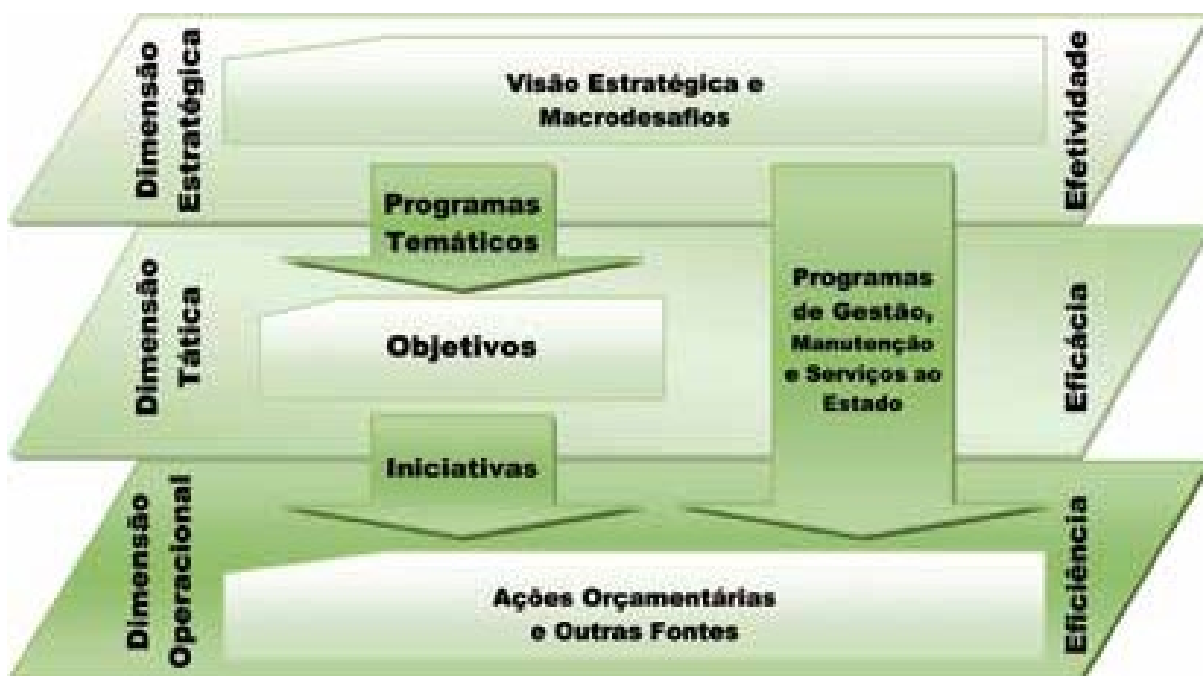 Dimensão
Estratégica
Visão Estratégica e
Macrodesafios
Efetividade
Programas
Temáticos
Dimensão
Tática
Objetivos
Programas
de Gestão,
Manutenção
e Serviços ao
Estado
Eficácia
Iniciativas
Dimensão
Operacional
Ações Orçamentárias
e Outras Fontes
Eficiência